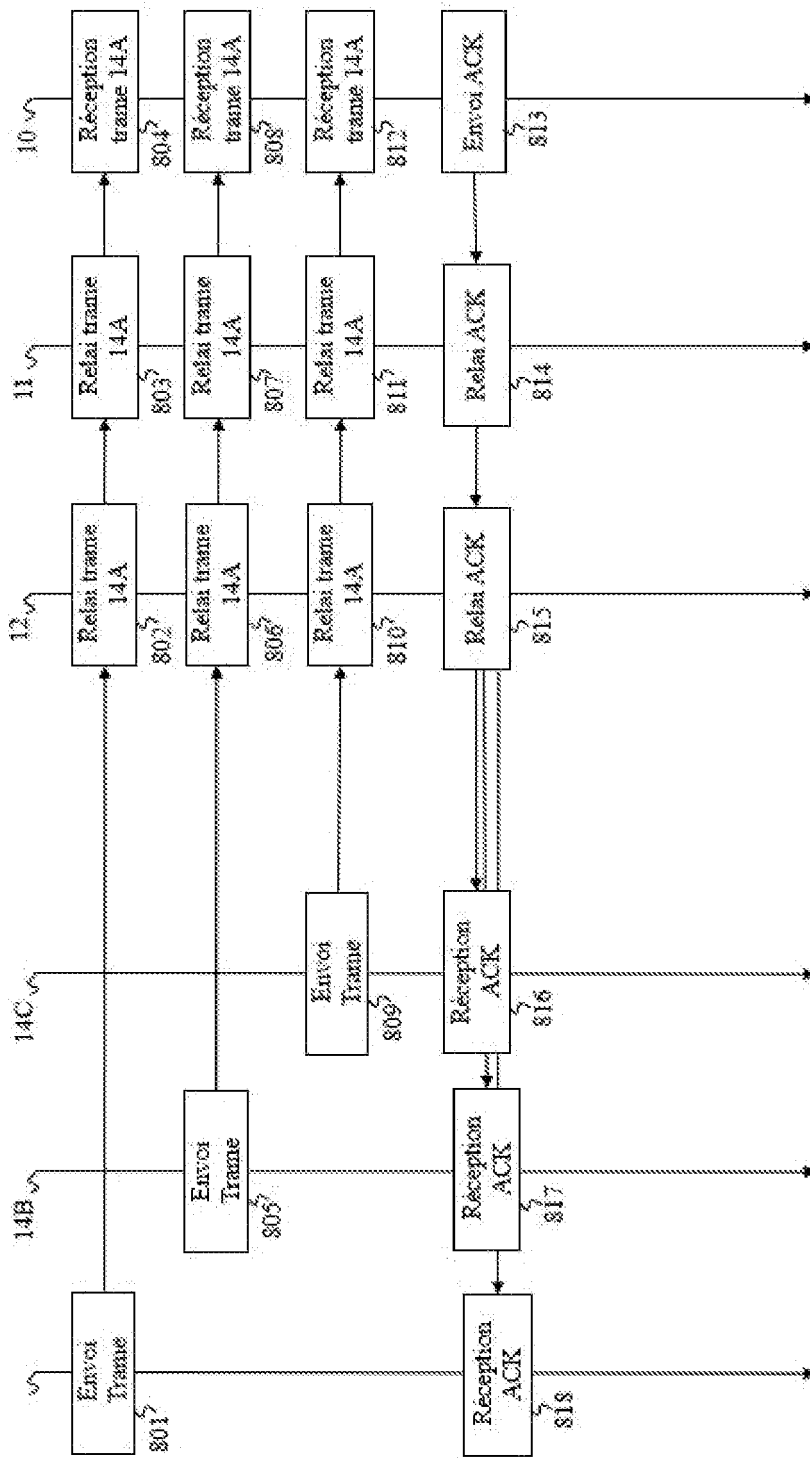 14B
14C
12
11
10
Envoi
Trame
801
Relai trame
14A
802
Relai trame
14A
803
Réception
trame 14A
804
Envoi
Trame
805
Relai trame
14A
806
Relai trame
14A
807
Réception
trame 14A
808
Envoi
Trame
809
Relai trame
14A
810
Relai trame
14A
811
Réception
trame 14A
812
Envoi ACK
813
Relai ACK
814
Relai ACK
815
Réception
ACK
816
Réception
ACK
817
Réception
ACK
818